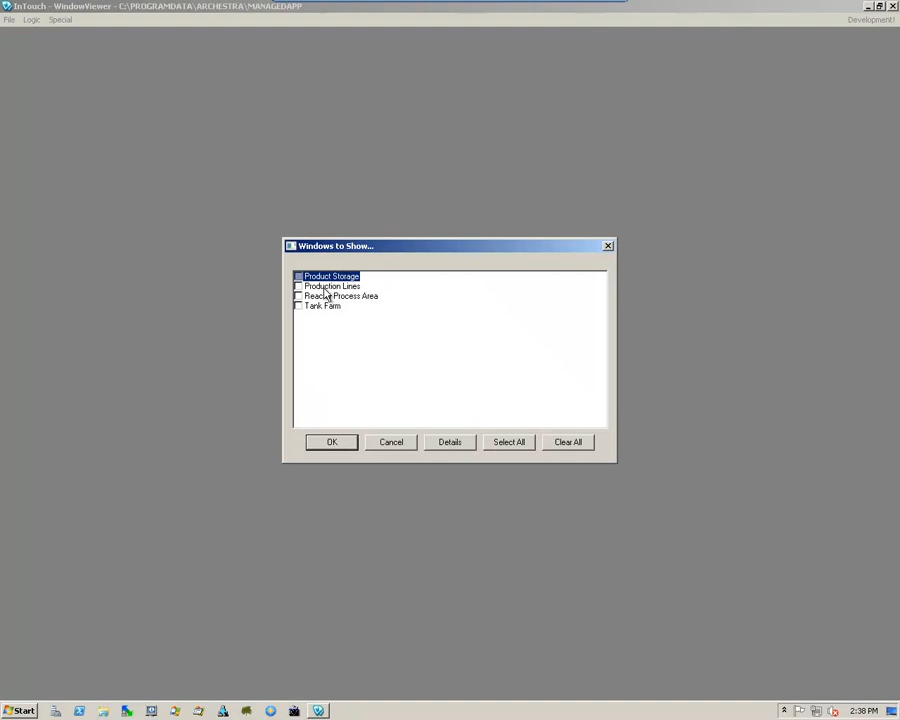 InTouch - WindowViewer - C:\PROGRAMDATA\ARCHESTRA\MANAGEDAPP
File Logic Special Development!
Windows to Show...
Product Storage
Production Lines
Reactor Process Area
Tank Farm
OK Cancel Details Select All Clear All
Start 2:38 PM